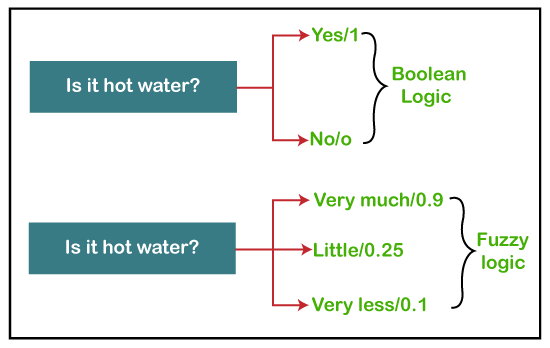 Is it hot water?
Yes/1
No/o
Boolean
Logic
Is it hot water?
Very much/0.9
Little/0.25
Very less/0.1
Fuzzy
logic